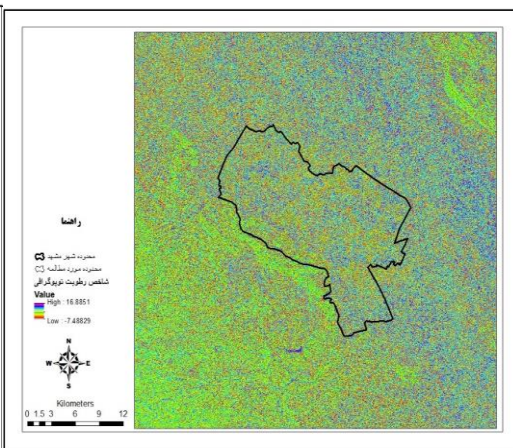 راهنما
محدوده شهر مشهد
محدوده مورد مطالعه
شاخص رطوبت توپوگرافی
Value
High : 16.8851
Low : -7.48829
N
W E
S
Kilometers
0 1.5 3 6 9 12